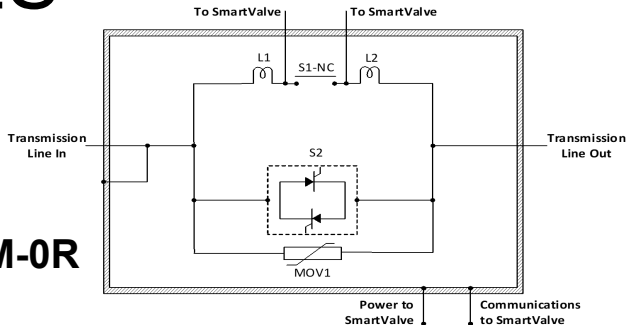 To SmartValve
To SmartValve
L1
S1-NC
L2
Transmission
Line In
Transmission
Line Out
S2
M-0R
MOV1
Power to
SmartValve
Communications
to SmartValve